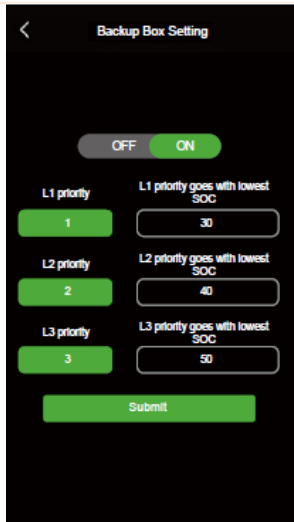 Backup Box Setting
OFF ON
L1 priority L1 priority goes with lowest
SOC
1 30
L2 priority L2 priority goes with lowest
SOC
2 40
L3 priority L3 priority goes with lowest
SOC
3 50
Submit